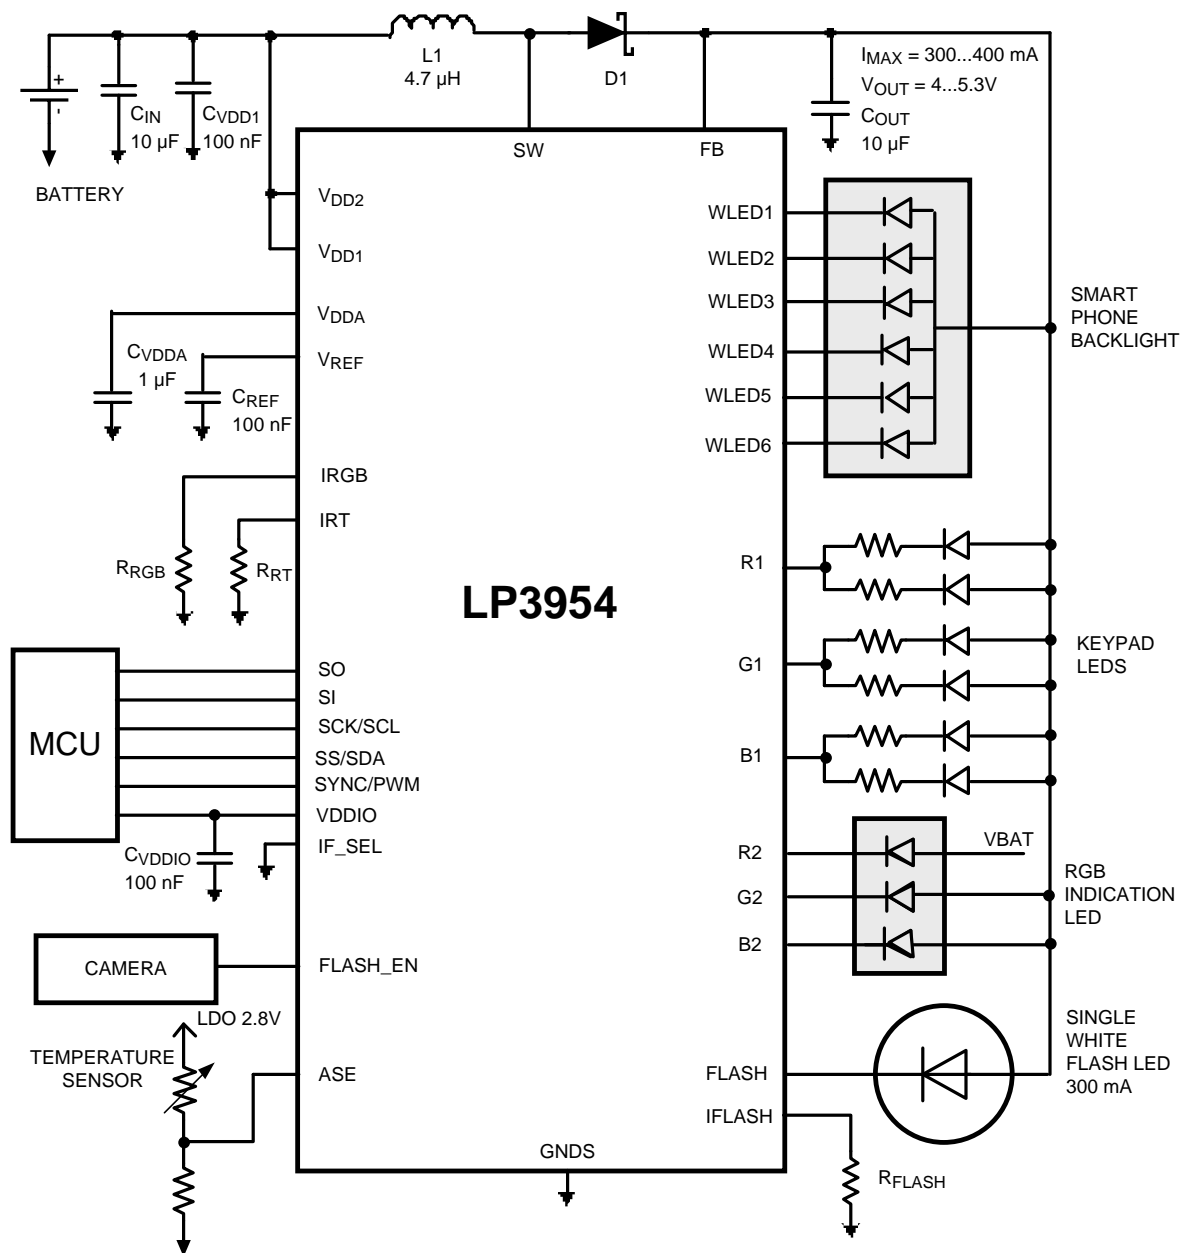 L1
4.7 µH
D1
IMAX = 300...400 mA
VOUT = 4...5.3V
COUT
10 µF
+
-
CIN
10 µF
CVDD1
100 nF
BATTERY
SW
FB
VDD2
VDD1
VDDA
VREF
CVDDA
1 µF
CREF
100 nF
IRGB
IRT
RRGB
RRT
LP3954
WLED1
WLED2
WLED3
WLED4
WLED5
WLED6
SMART
PHONE
BACKLIGHT
R1
G1
B1
KEYPAD
LEDS
MCU
SO
SI
SCK/SCL
SS/SDA
SYNC/PWM
VDDIO
IF_SEL
CVDDIO
100 nF
R2
G2
B2
VBAT
RGB
INDICATION
LED
CAMERA
FLASH_EN
LDO 2.8V
TEMPERATURE
SENSOR
ASE
FLASH
IFLASH
SINGLE
WHITE
FLASH LED
300 mA
GNDS
RFLASH